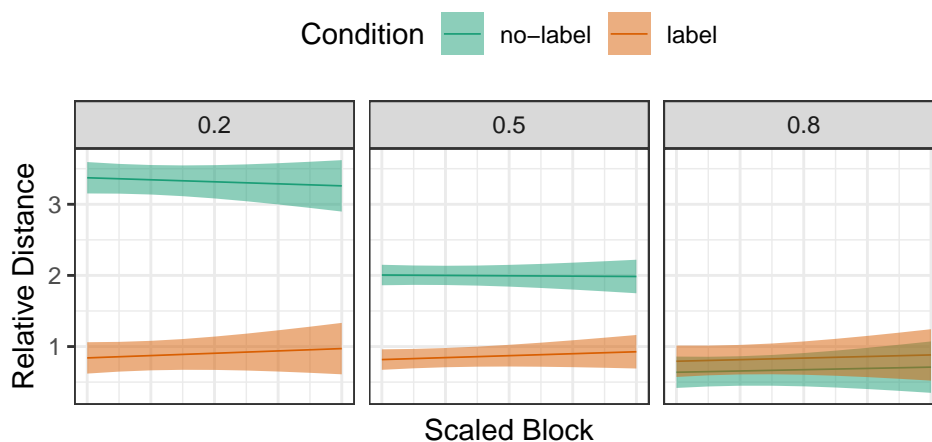 Condition no-label label
0.2 0.5 0.8
Relative Distance
3
2
1
Scaled Block